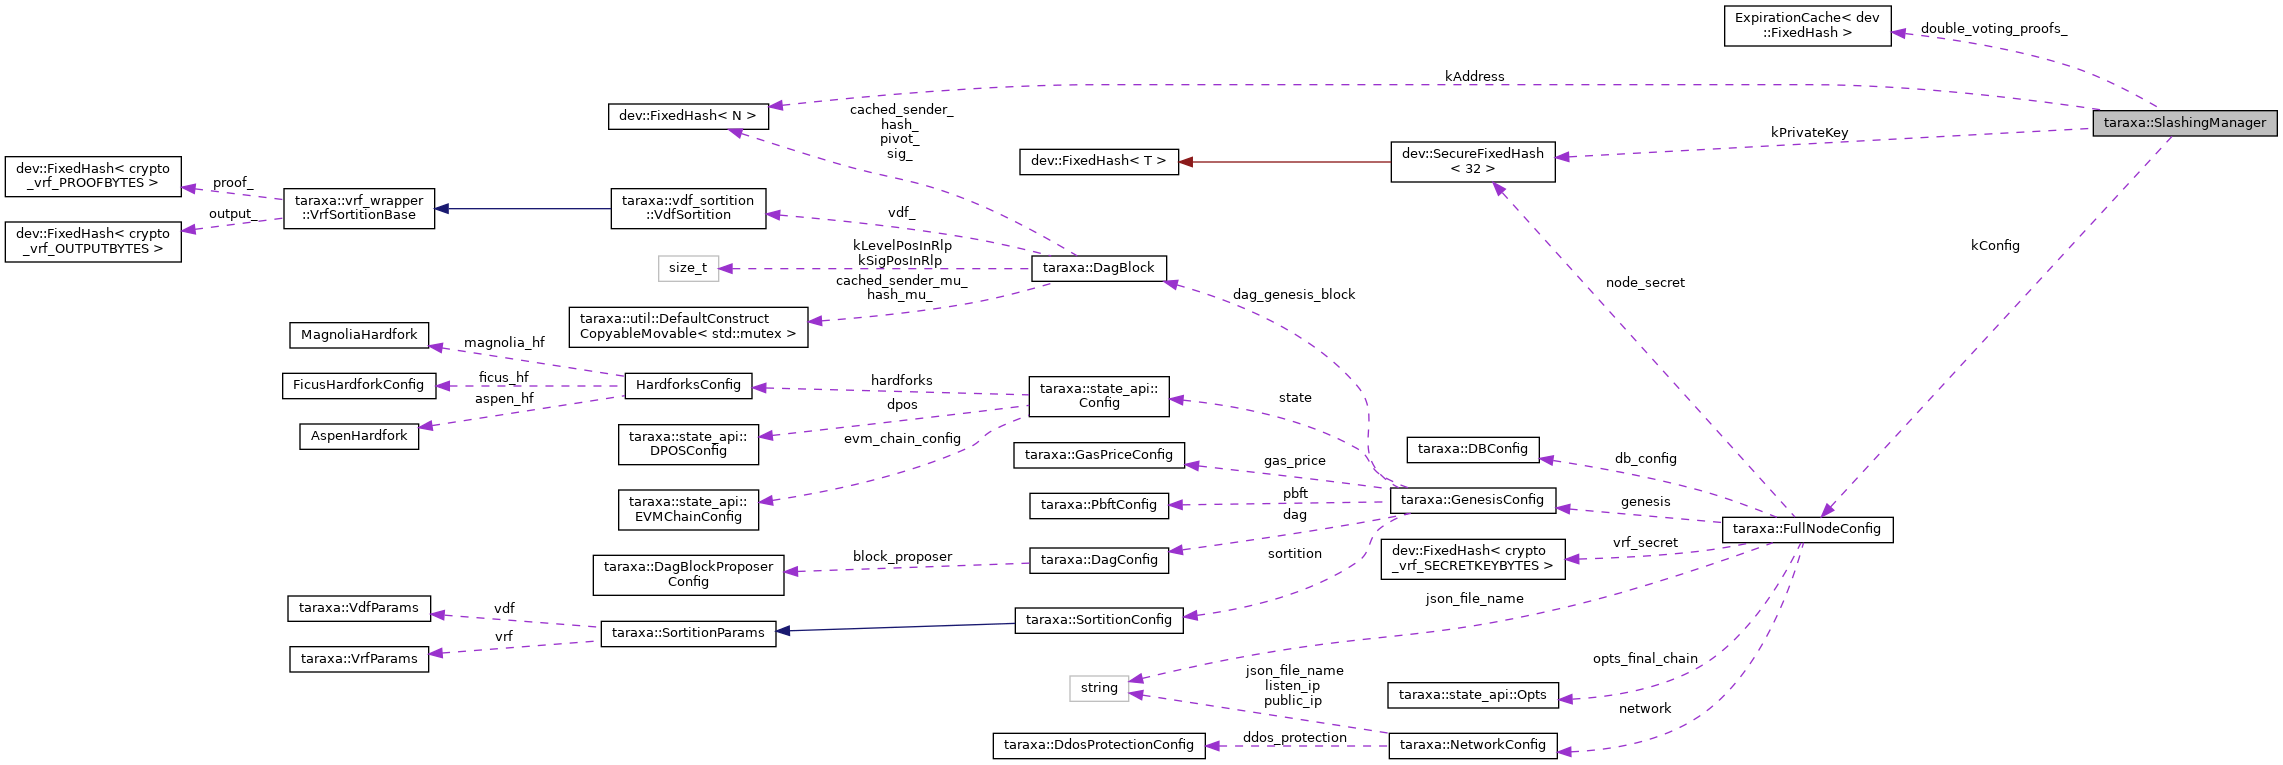 ExpirationCache< dev
::FixedHash >
double_voting_proofs_
kAddress
dev::FixedHash< N >
cached_sender_
hash_
pivot_
sig_
taraxa::SlashingManager
kPrivateKey
dev::FixedHash< T >
dev::SecureFixedHash
< 32 >
dev::FixedHash< crypto
_vrf_PROOFBYTES >
proof_
taraxa::vrf_wrapper
::VrfSortitionBase
taraxa::vdf_sortition
::VdfSortition
vdf_
output_
dev::FixedHash< crypto
_vrf_OUTPUTBYTES >
kLevelPosInRlp
kSigPosInRlp
size_t
taraxa::DagBlock
kConfig
cached_sender_mu_
hash_mu_
node_secret
dag_genesis_block
taraxa::util::DefaultConstruct
CopyableMovable< std::mutex >
MagnoliaHardfork
magnolia_hf
FicusHardforkConfig
ficus_hf
HardforksConfig
hardforks
taraxa::state_api::
Config
state
aspen_hf
dpos
AspenHardfork
taraxa::state_api::
DPOSConfig
evm_chain_config
taraxa::GasPriceConfig
gas_price
taraxa::DBConfig
db_config
taraxa::state_api::
EVMChainConfig
taraxa::PbftConfig
pbft
taraxa::GenesisConfig
genesis
dag
taraxa::FullNodeConfig
vrf_secret
dev::FixedHash< crypto
_vrf_SECRETKEYBYTES >
sortition
block_proposer
taraxa::DagConfig
taraxa::DagBlockProposer
Config
json_file_name
taraxa::VdfParams
vdf
taraxa::SortitionParams
taraxa::SortitionConfig
vrf
taraxa::VrfParams
opts_final_chain
json_file_name
listen_ip
public_ip
string
taraxa::state_api::Opts
network
taraxa::DdosProtectionConfig
ddos_protection
taraxa::NetworkConfig